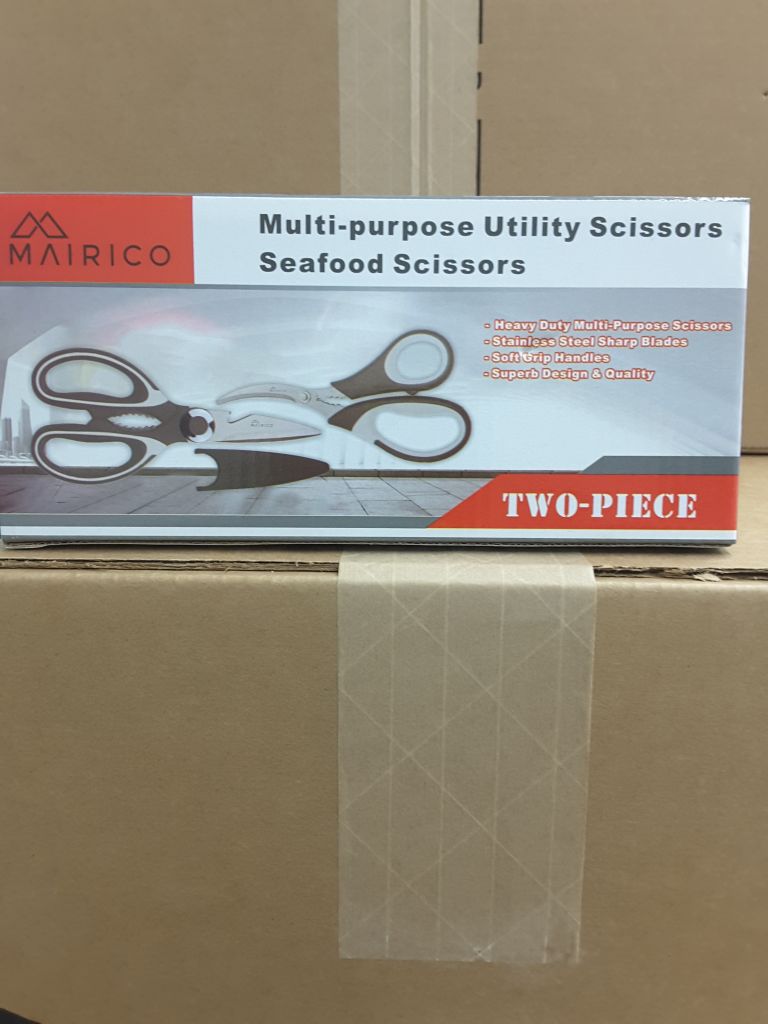 MAIRICO
Multi-purpose Utility Scissors
Seafood Scissors
- Heavy Duty Multi-Purpose Scissors
- Stainless Steel Sharp Blades
- Soft Grip Handles
- Superb Design & Quality
MAIRICO
TWO-PIECE